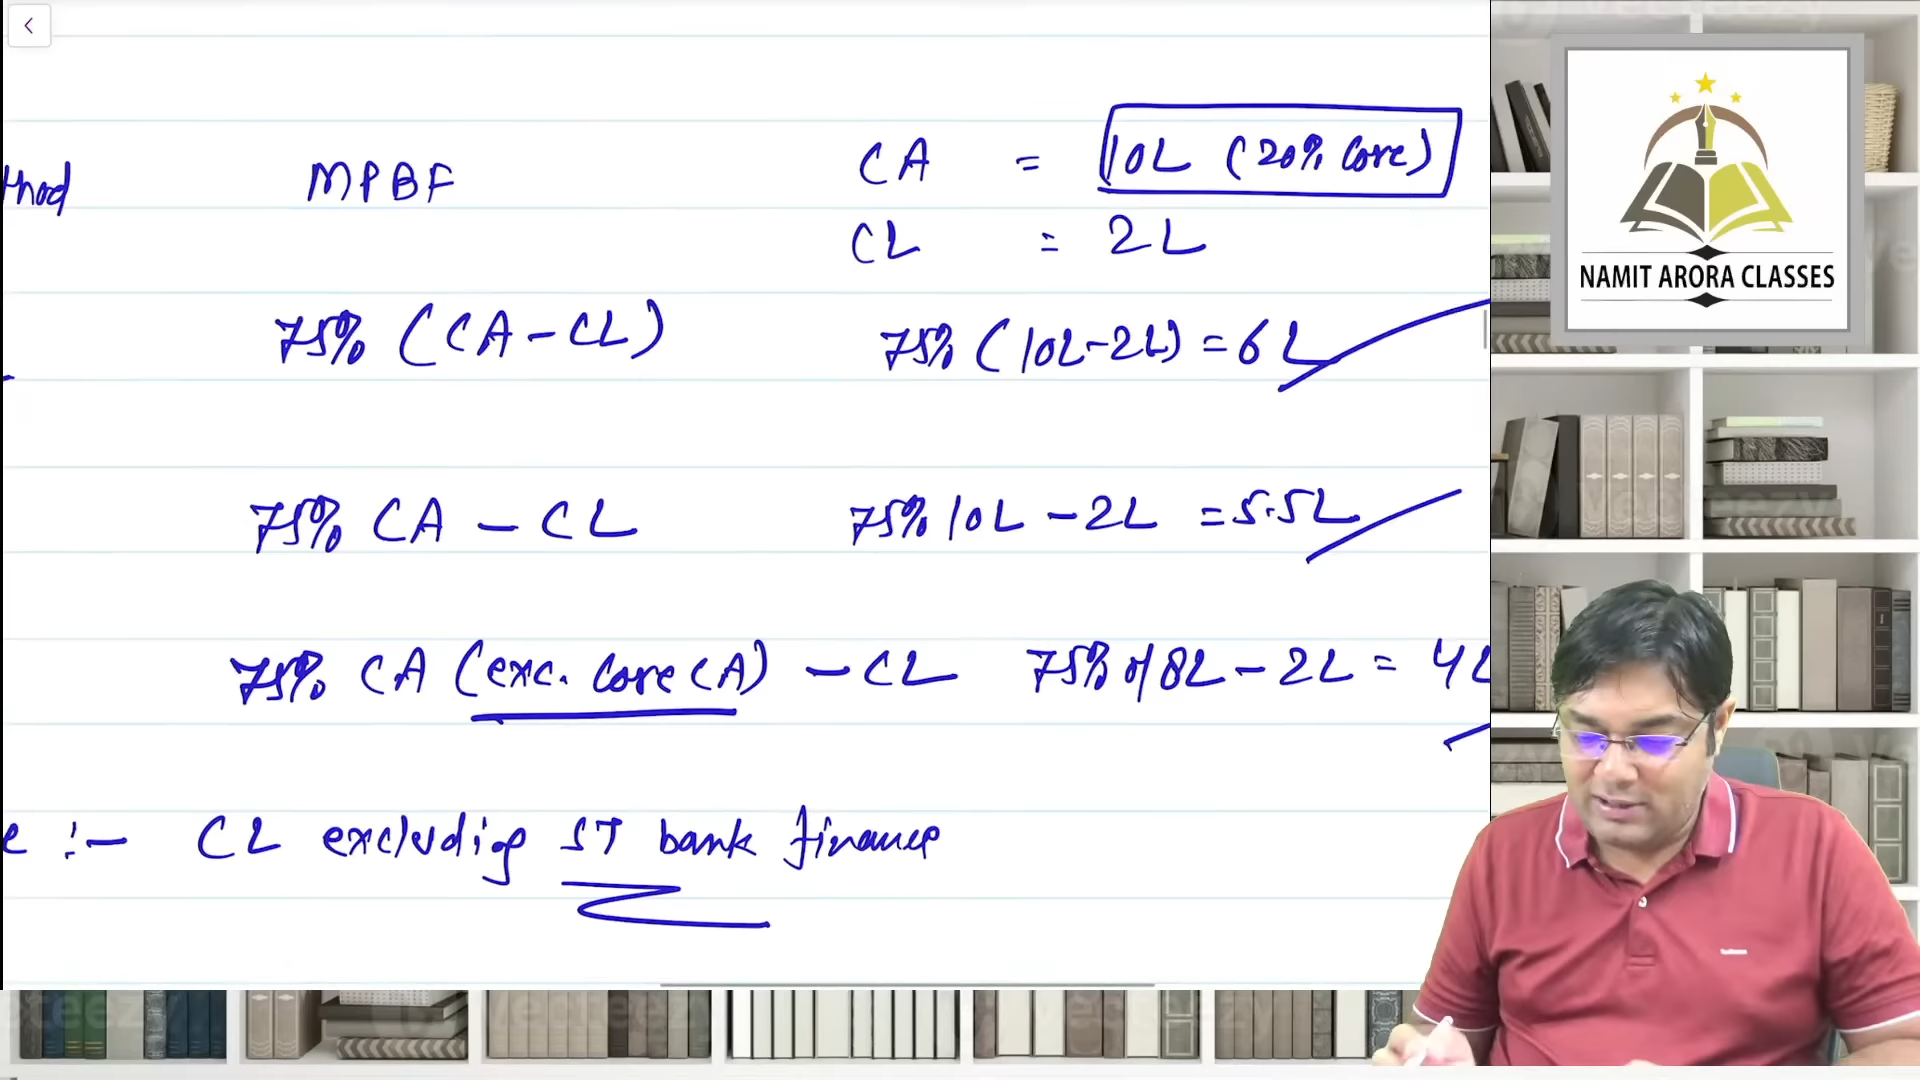 thod MPBF CA = 10L (20% Core)
CL = 2L
75% (CA-CL) 75% (10L-2L) = 6L
75% CA - CL 75% 10L - 2L = 5.5L
75% CA (exc. Core CA) - CL 75% of 8L - 2L = 4L
e :- CL excluding ST bank finance
NAMIT ARORA CLASSES